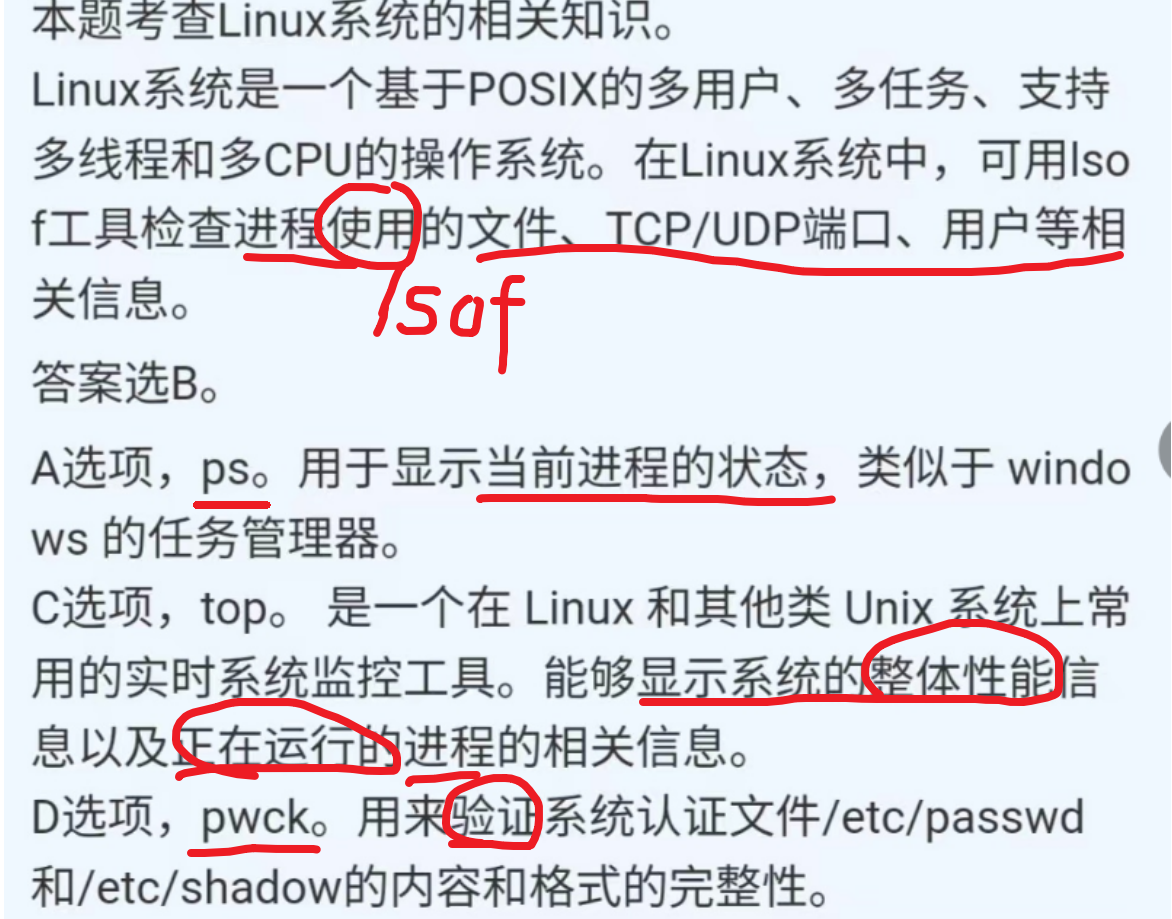 本题考查Linux系统的相关知识。
Linux系统是一个基于POSIX的多用户、多任务、支持
多线程和多CPU的操作系统。在Linux系统中，可用lso
f工具检查进程使用的文件、TCP/UDP端口、用户等相
关信息。
lsof
答案选B。
A选项，ps。用于显示当前进程的状态，类似于 windo
ws 的任务管理器。
C选项，top。 是一个在 Linux 和其他类 Unix 系统上常
用的实时系统监控工具。能够显示系统的整体性能信
息以及正在运行的进程的相关信息。
D选项，pwck。用来验证系统认证文件/etc/passwd
和/etc/shadow的内容和格式的完整性。